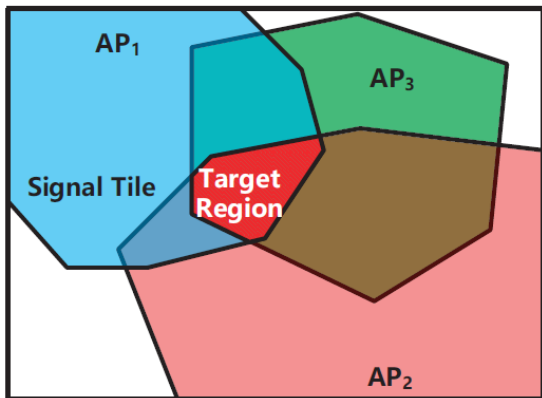 AP₁
AP₃
Signal Tile
Target
Region
AP₂